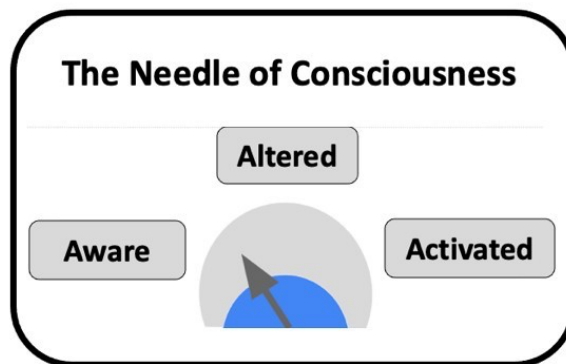 The Needle of Consciousness
Altered
Aware
Activated